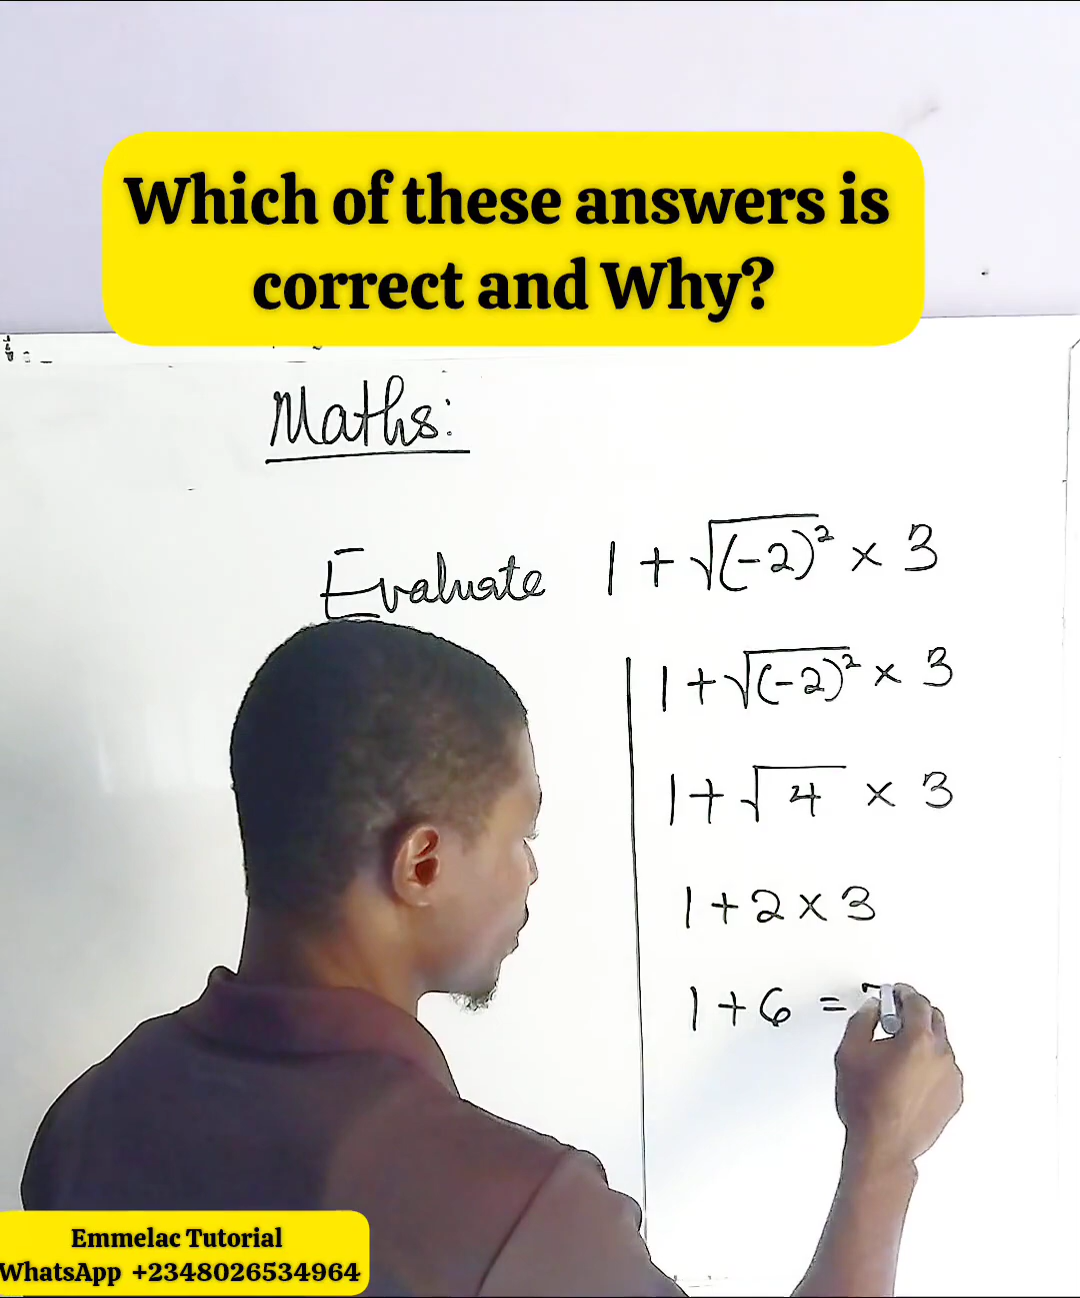 Which of these answers is
correct and Why?
Maths:
Evaluate 1 + √(-2)² × 3
1 + √(-2)² × 3
1 + √4 × 3
1 + 2 × 3
1 + 6 = 7
Emmelac Tutorial
WhatsApp +2348026534964